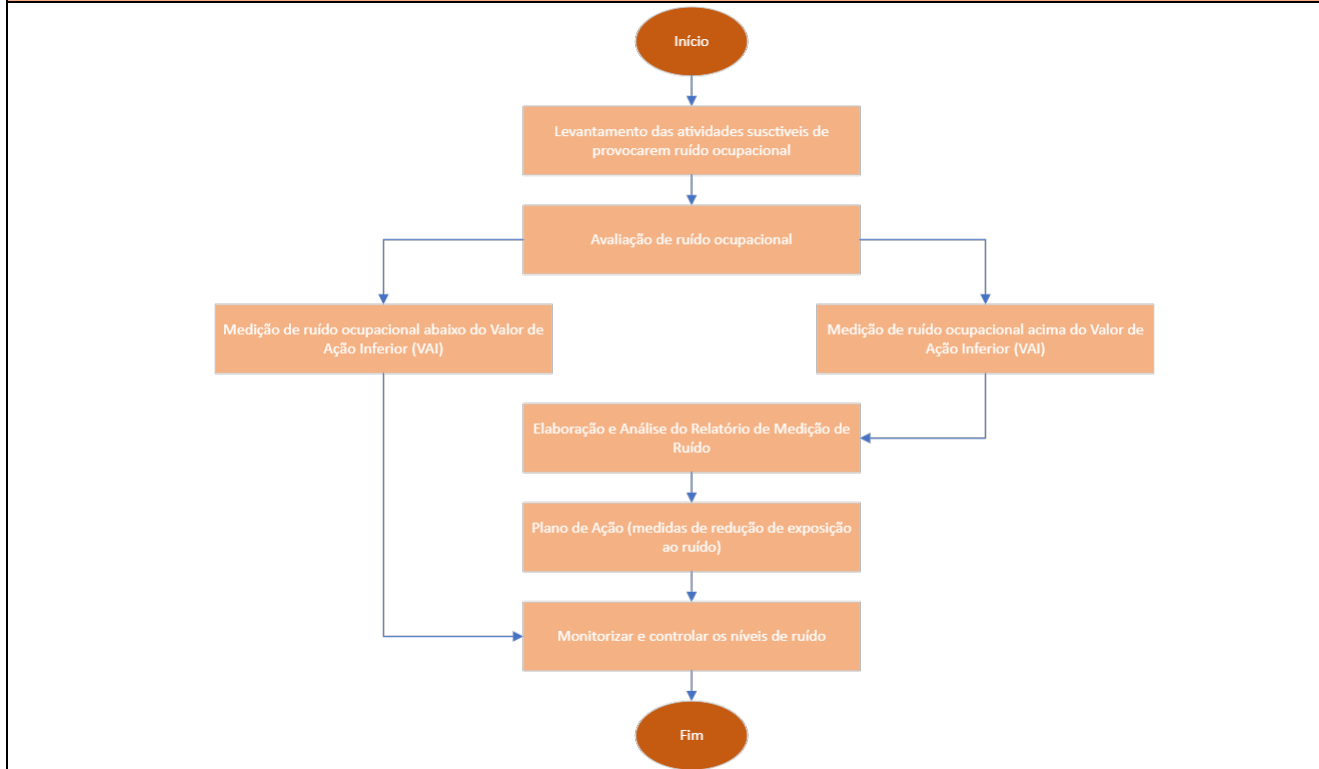 Início
Levantamento das atividades susctiveis de
provocarem ruído ocupacional
Avaliação de ruído ocupacional
Medição de ruído ocupacional abaixo do Valor de
Ação Inferior (VAI)
Medição de ruído ocupacional acima do Valor de
Ação Inferior (VAI)
Elaboração e Análise do Relatório de Medição de
Ruído
Plano de Ação (medidas de redução de exposição
ao ruído)
Monitorizar e controlar os níveis de ruído
Fim